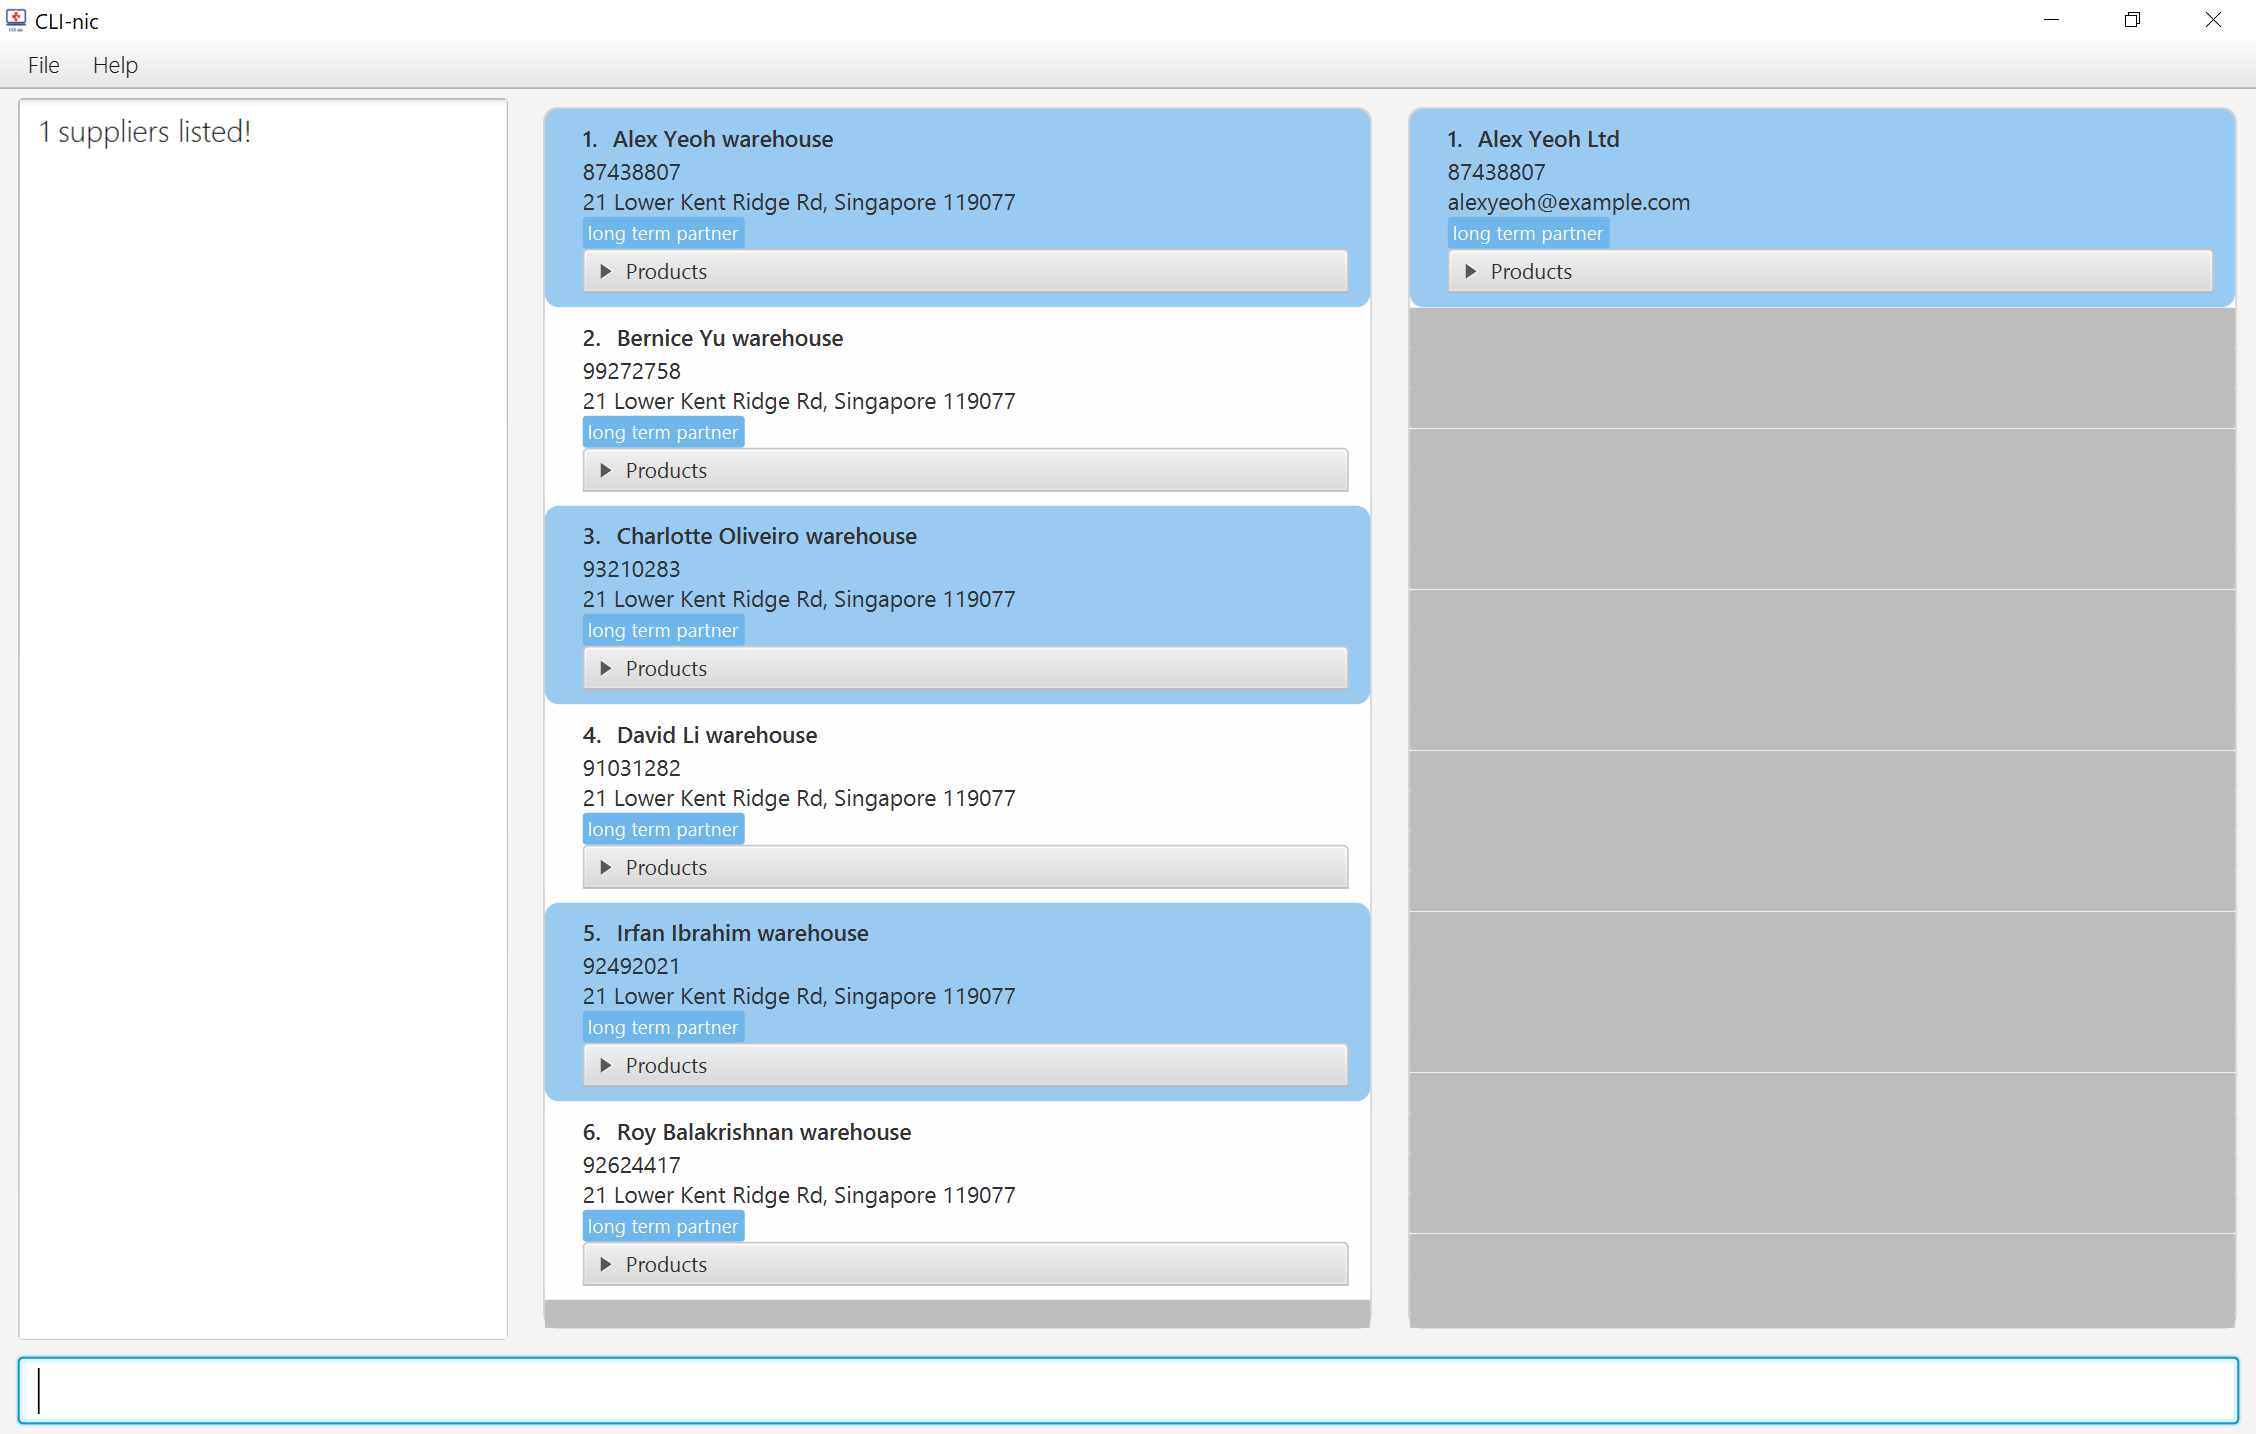 CLI-nic
File Help
1 suppliers listed!
1. Alex Yeoh warehouse
87438807
21 Lower Kent Ridge Rd, Singapore 119077
long term partner
Products
2. Bernice Yu warehouse
99272758
21 Lower Kent Ridge Rd, Singapore 119077
long term partner
Products
3. Charlotte Oliveiro warehouse
93210283
21 Lower Kent Ridge Rd, Singapore 119077
long term partner
Products
4. David Li warehouse
91031282
21 Lower Kent Ridge Rd, Singapore 119077
long term partner
Products
5. Irfan Ibrahim warehouse
92492021
21 Lower Kent Ridge Rd, Singapore 119077
long term partner
Products
6. Roy Balakrishnan warehouse
92624417
21 Lower Kent Ridge Rd, Singapore 119077
long term partner
Products
1. Alex Yeoh Ltd
87438807
alexyeoh@example.com
long term partner
Products